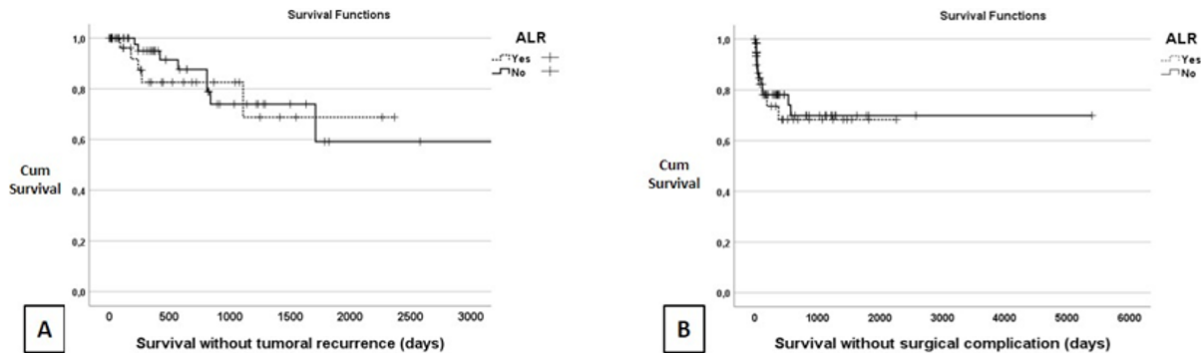 Survival Functions
ALR
Yes
No
1,0
0,8
0,6
0,4
0,2
0,0
Cum
Survival
0 500 1000 1500 2000 2500 3000
A
Survival without tumoral recurrence (days)
Survival Functions
ALR
Yes
No
1,0
0,8
0,6
0,4
0,2
0,0
Cum
Survival
0 1000 2000 3000 4000 5000 6000
B
Survival without surgical complication (days)